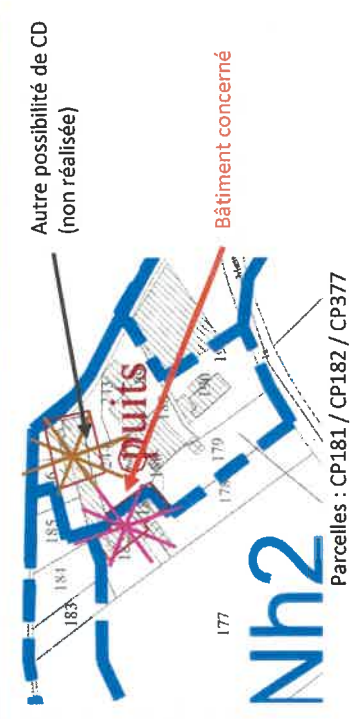 Autre possibilité de CD
(non réalisée)
Bâtiment concerné
puits
185
181
183
190
179
177
Nh2
Parcelles : CP181 / CP182 / CP377